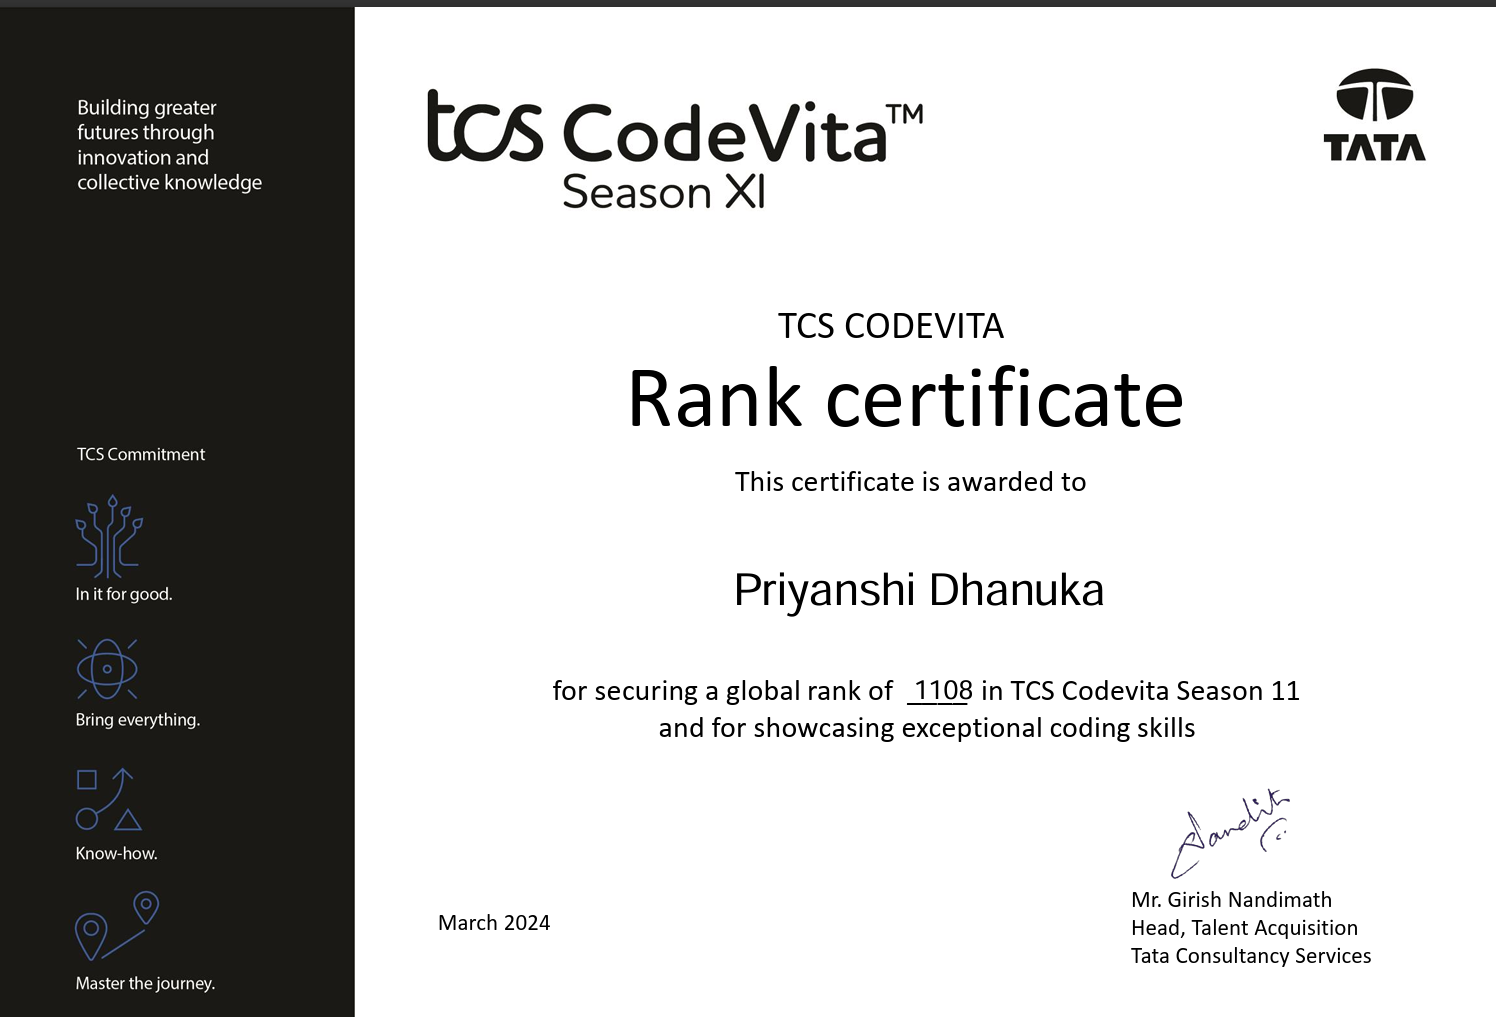 Building greater
futures through
innovation and
collective knowledge
TCS Commitment
In it for good.
Bring everything.
Know-how.
Master the journey.
tcs CodeVita™
Season XI
TATA
TCS CODEVITA
Rank certificate
This certificate is awarded to
Priyanshi Dhanuka
for securing a global rank of 1108 in TCS Codevita Season 11
and for showcasing exceptional coding skills
March 2024
Mr. Girish Nandimath
Head, Talent Acquisition
Tata Consultancy Services